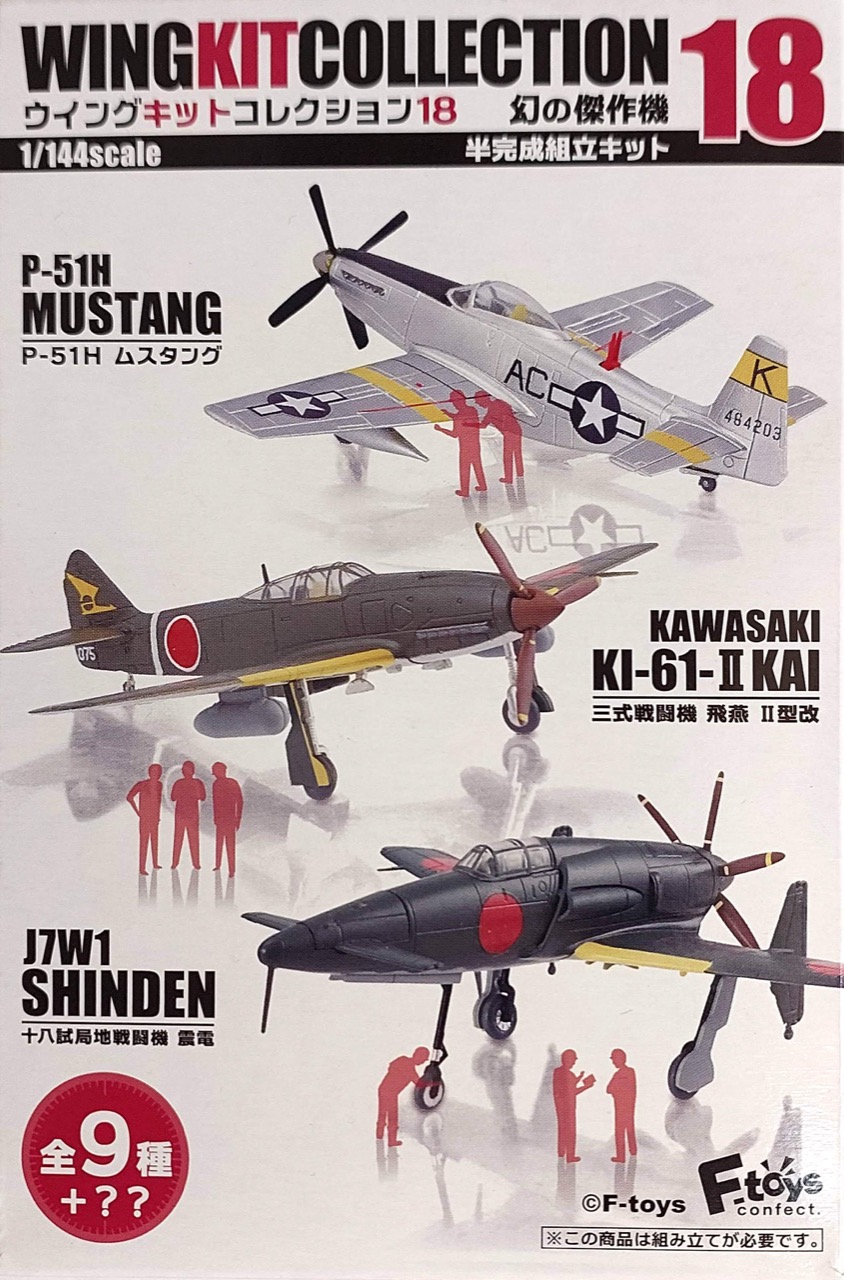 WINGKITCOLLECTION 18
ウイングキットコレクション18 幻の傑作機
1/144scale 半完成組立キット
P-51H
MUSTANG
P-51H ムスタング
K
464203
AC
AC
KAWASAKI
KI-61-Ⅱ KAI
三式戦闘機 飛燕 Ⅱ型改
075
J7W1
SHINDEN
十八試局地戦闘機 震電
全9種
+??
©F-toys
F-toys
confect.
※この商品は組み立てが必要です。